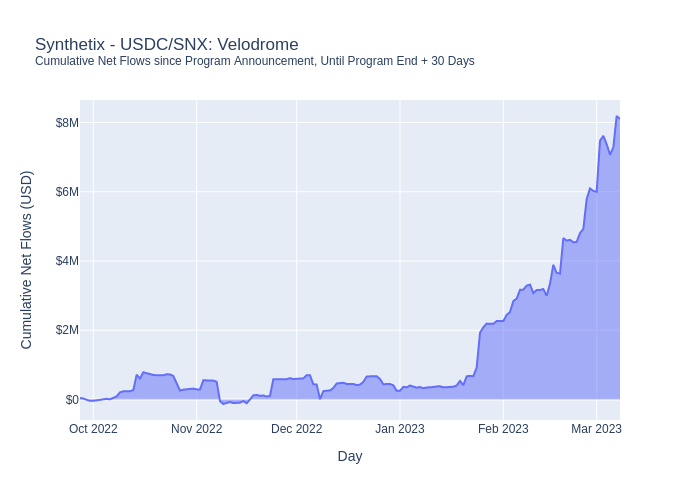 Synthetix - USDC/SNX: Velodrome
Cumulative Net Flows since Program Announcement, Until Program End + 30 Days
Cumulative Net Flows (USD)
$8M
$6M
$4M
$2M
$0
Oct 2022 Nov 2022 Dec 2022 Jan 2023 Feb 2023 Mar 2023
Day